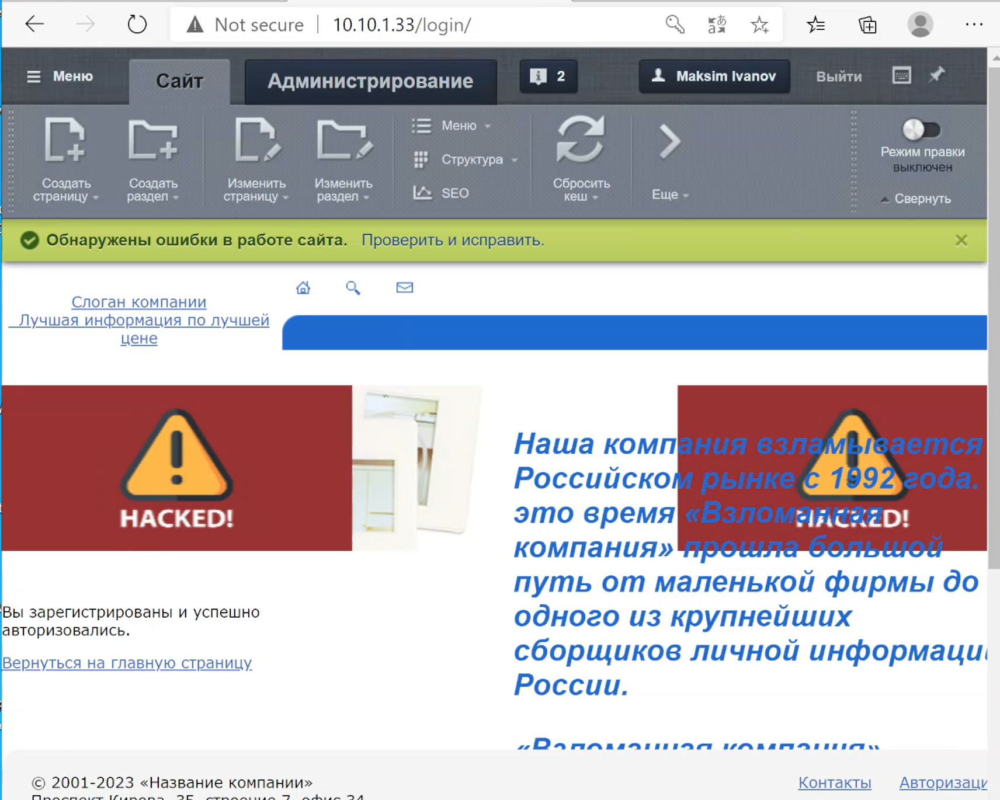 Not secure 10.10.1.33/login/
Меню
Сайт
Администрирование
2
Maksim Ivanov
Выйти
Создать
страницу
Создать
раздел
Изменить
страницу
Изменить
раздел
Меню
Структура
SEO
Сбросить
кеш
Еще
Режим правки
выключен
Свернуть
Обнаружены ошибки в работе сайта. Проверить и исправить.
Слоган компании
Лучшая информация по лучшей
цене
HACKED!
HACKED!
Наша компания взламывается
Российском рынке с 1992 года.
это время «Взломанная
компания» прошла большой
путь от маленькой фирмы до
одного из крупнейших
сборщиков личной информаци
России.
«Взломанная компания»
Вы зарегистрированы и успешно
авторизовались.
Вернуться на главную страницу
© 2001-2023 «Название компании»
Проспект Кирова, 35, строение 7, офис 34
Контакты
Авторизаци